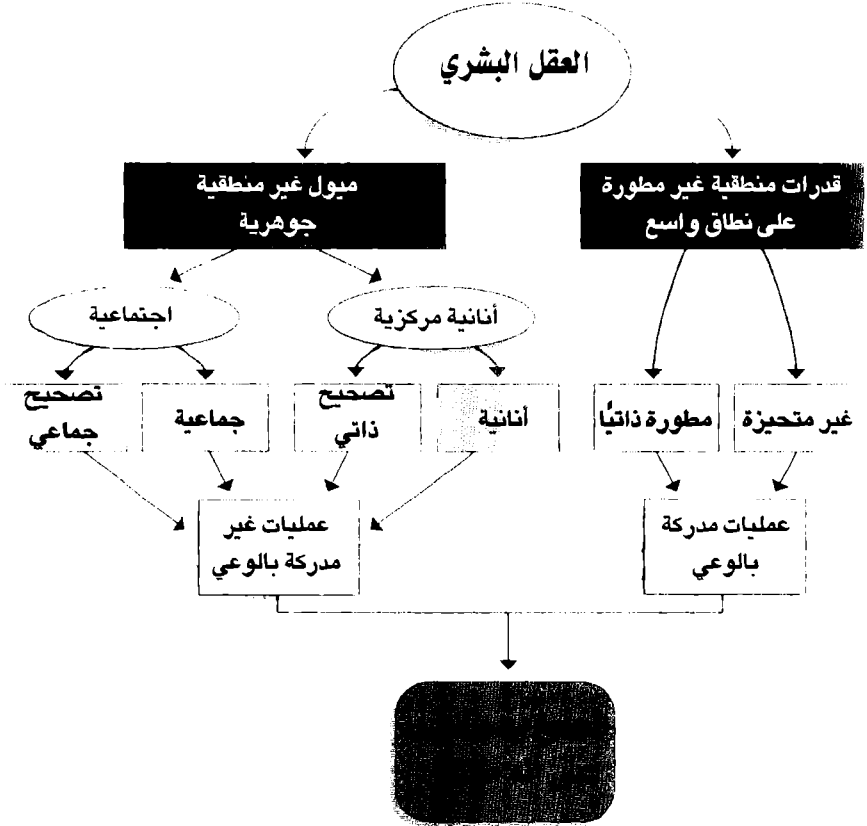 العقل البشري
قدرات منطقية غير مطورة
على نطاق واسع
ميول غير منطقية
جوهرية
أنانية مركزية
اجتماعية
غير متحيزة
مطورة ذاتيًا
أنانية
تصحيح
ذاتي
جماعية
تصحيح
جماعي
عمليات مدركة
بالوعي
عمليات غير
مدركة بالوعي